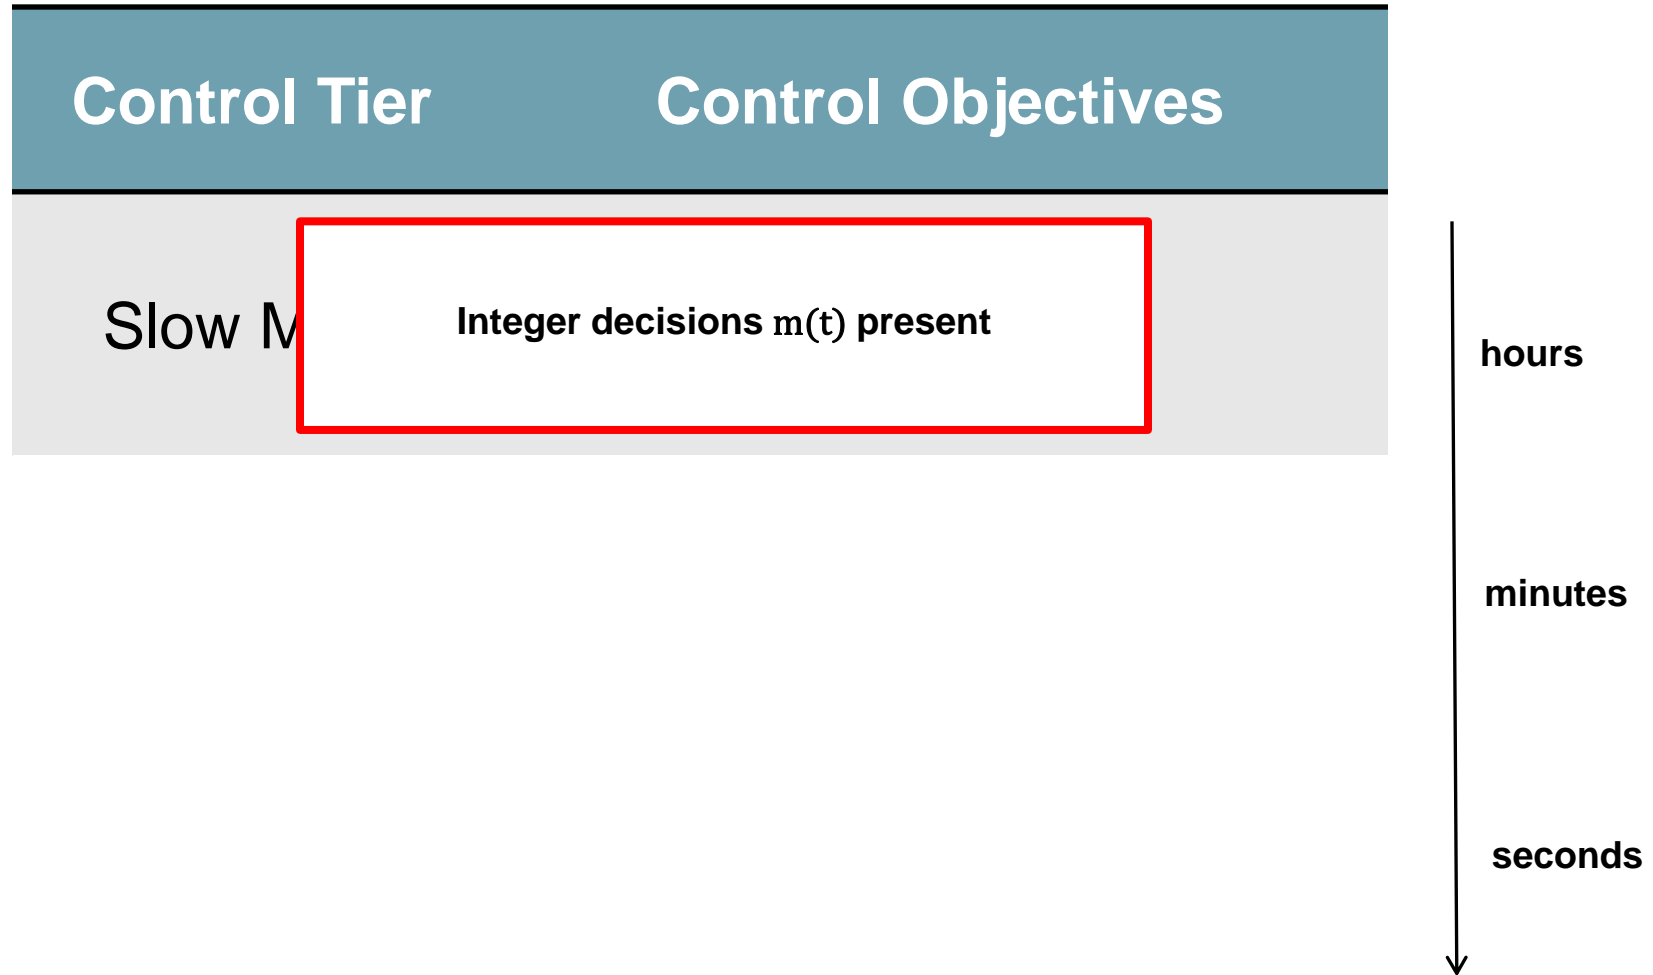 Control Tier Control Objectives
Slow
Integer decisions m(t) present
hours
minutes
seconds